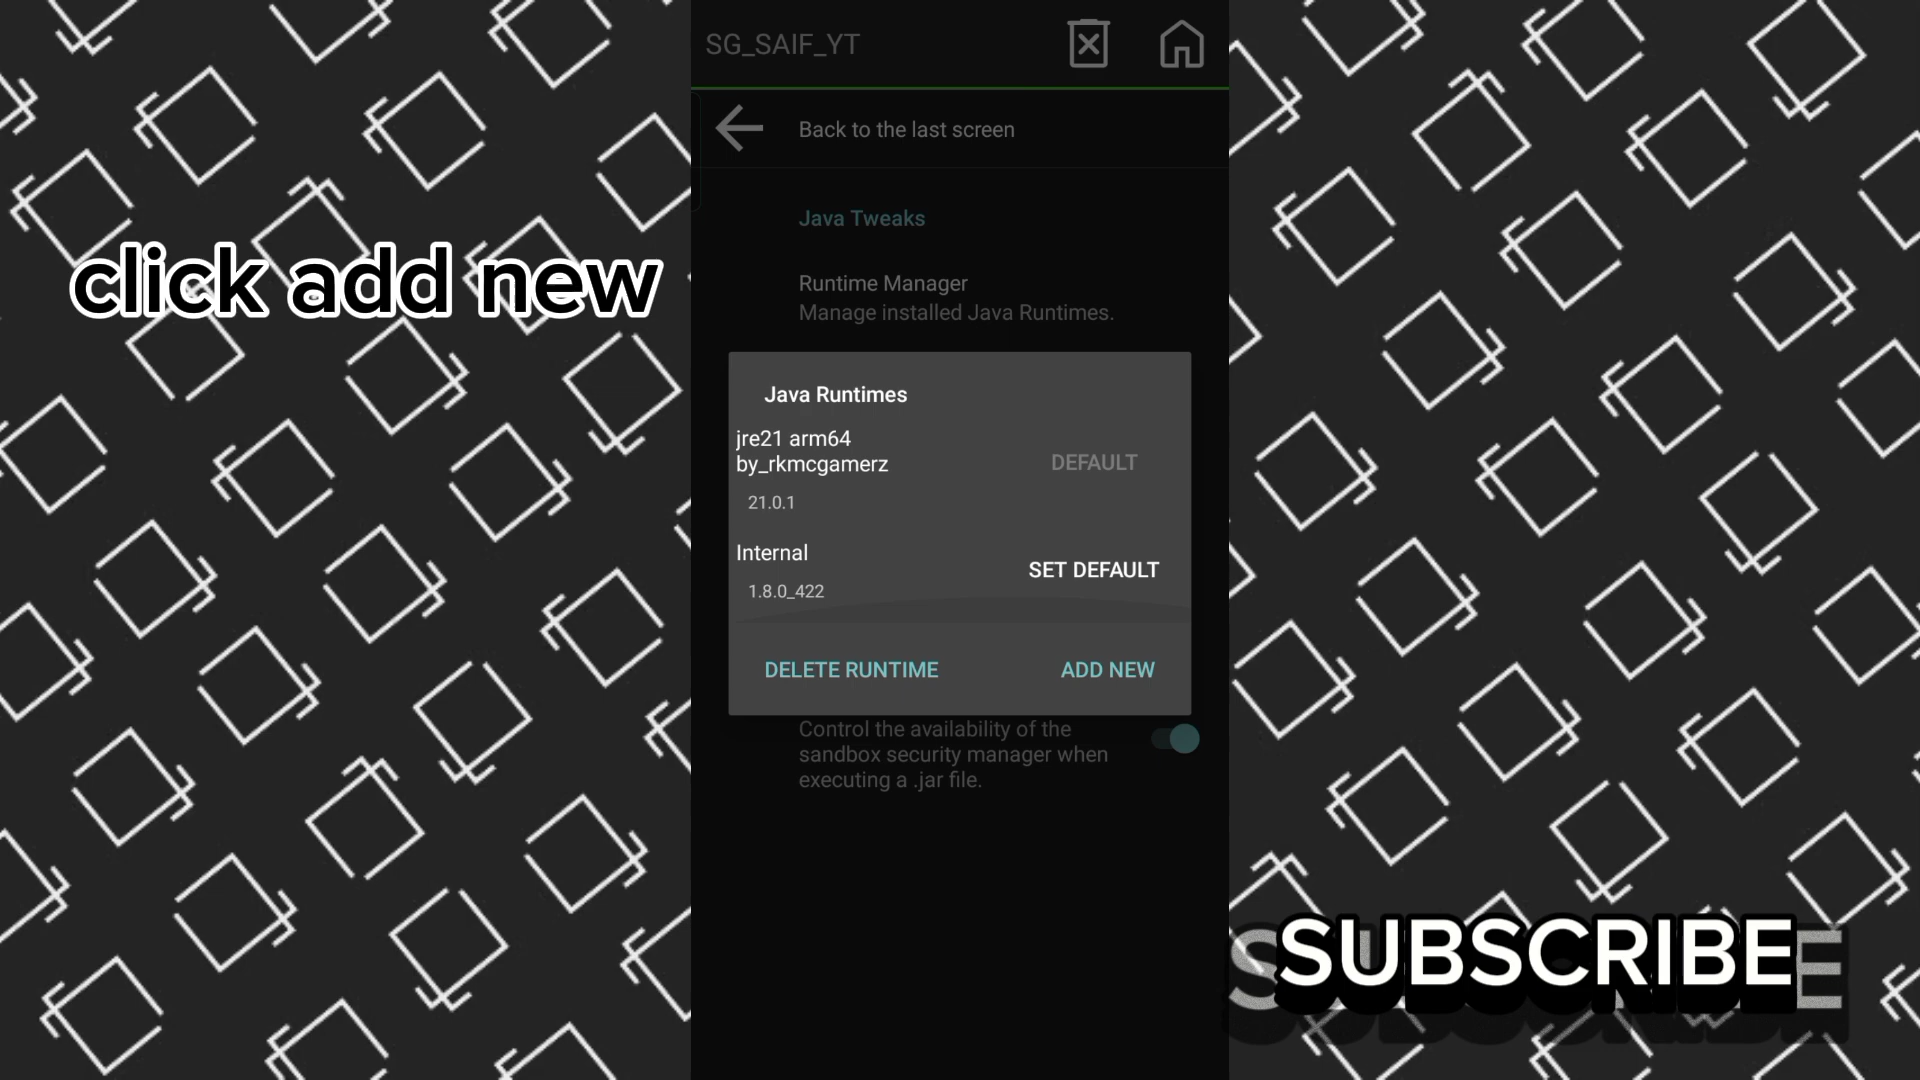 SG_SAIF_YT
Back to the last screen
Java Tweaks
click add new
Runtime Manager
Manage installed Java Runtimes.
Java Runtimes
jre21 arm64
by_rkmcgamerz
DEFAULT
21.0.1
Internal
SET DEFAULT
1.8.0_422
DELETE RUNTIME
ADD NEW
Control the availability of the
sandbox security manager when
executing a .jar file.
SUBSCRIBE